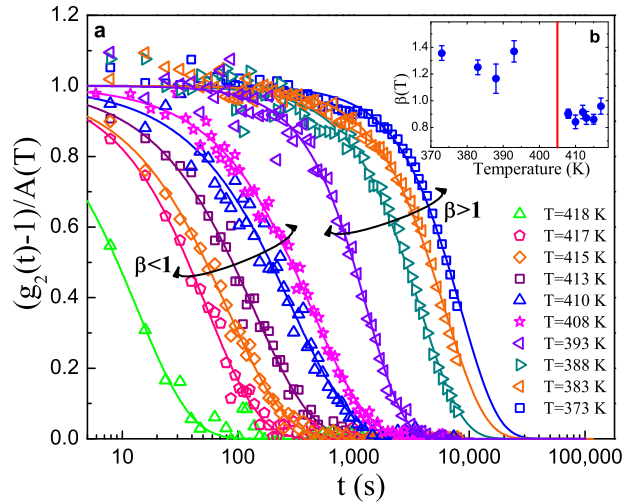 a
b
(g₂(t)-1)/A(T)
1.0
0.8
0.6
0.4
0.2
0.0
10
100
1,000
10,000
100,000
t (s)
β<1
β>1
β(T)
1.4
1.2
1.0
0.8
370
380
390
400
410
Temperature (K)
T=418 K
T=417 K
T=415 K
T=413 K
T=410 K
T=408 K
T=393 K
T=388 K
T=383 K
T=373 K